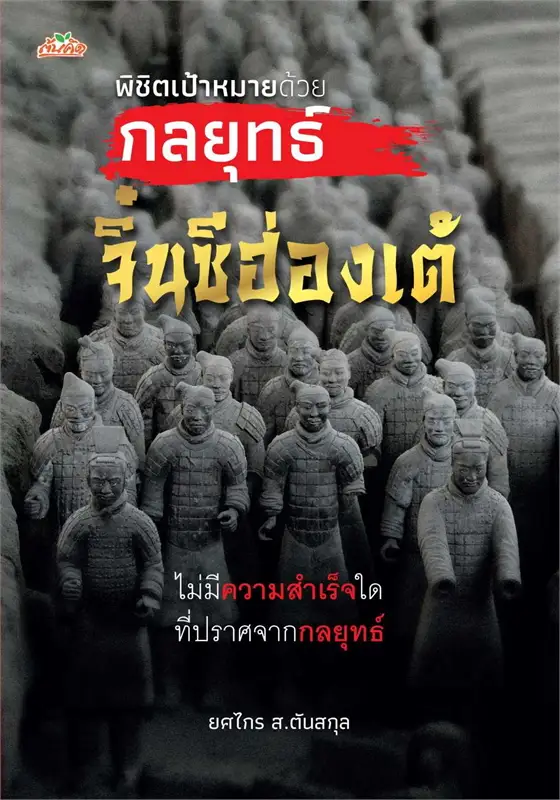 ต้นคิด
พิชิตเป้าหมายด้วย
กลยุทธ์
จิ๋นซีฮ่องเต้
ไม่มีความสำเร็จใด
ที่ปราศจากกลยุทธ์
ยศไกร ส.ตันสกุล